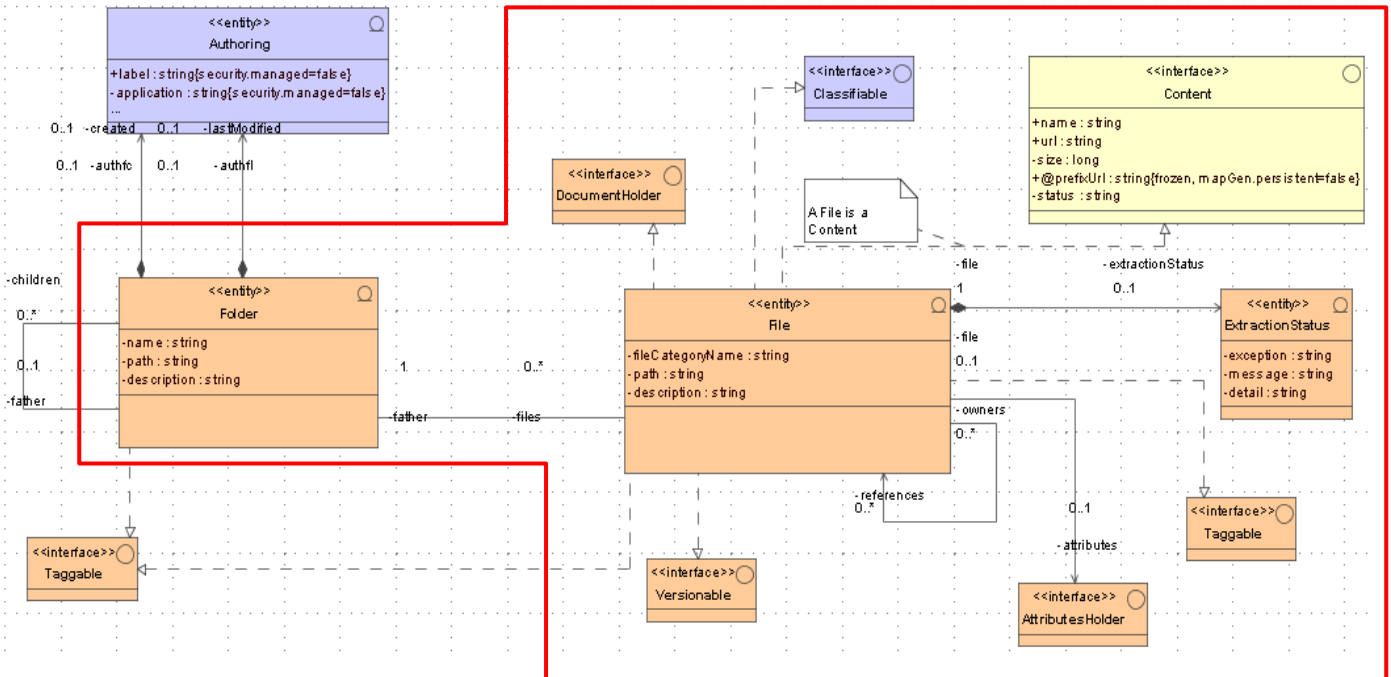 <<entity>>
Authoring
+label : string{security.managed=false}
-application : string{security.managed=false}
...
0..1 -created 0..1 -lastModified
0..1 -authfc 0..1 -authfl
<<interface>>
Classifiable
<<interface>>
Content
+name : string
+url : string
-size : long
+@prefixUrl : string{frozen, mapGen.persistent=false}
-status : string
<<interface>>
DocumentHolder
A File is a
Content
-children
0..*
0..1
-father
<<entity>>
Folder
-name : string
-path : string
-description : string
1 0..*
-father -files
<<entity>>
File
-fileCategoryName : string
-path : string
-description : string
-file -extractionStatus
1 0..1
<<entity>>
ExtractionStatus
-exception : string
-message : string
-detail : string
-file
0..1
-owners
0..*
-references
0..*
0..1
-attributes
<<interface>>
Taggable
<<interface>>
Taggable
<<interface>>
Versionable
<<interface>>
AttributesHolder